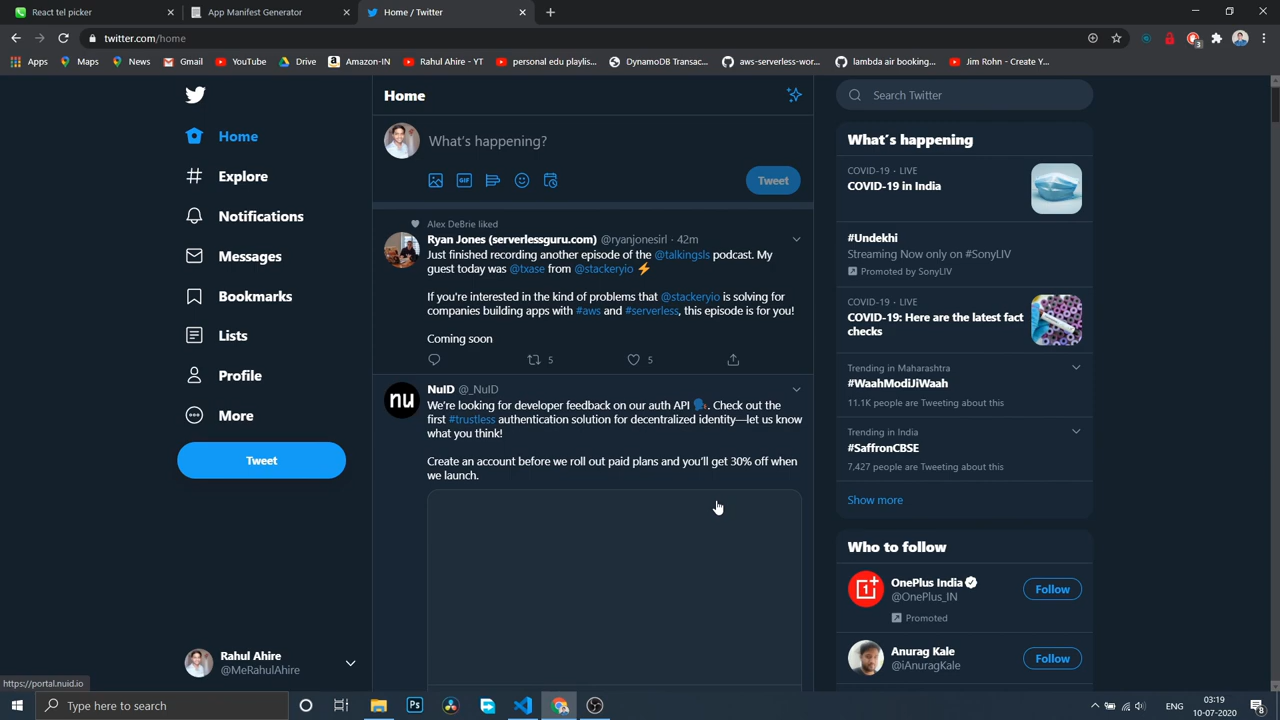 React tel picker
App Manifest Generator
Home / Twitter
twitter.com/home
3
Apps
Maps
News
Gmail
YouTube
Drive
Amazon-IN
Rahul Ahire - YT
personal edu playlis...
DynamoDB Transac...
aws-serverless-wor...
lambda air booking...
Jim Rohn - Create Y...
Home
Explore
Notifications
Messages
Bookmarks
Lists
Profile
More
Tweet
Rahul Ahire
@MeRahulAhire
https://portal.nuid.io
Home
What's happening?
GIF
Tweet
Alex DeBrie liked
Ryan Jones (serverlessguru.com) @ryanjonesirl · 42m
Just finished recording another episode of the @talkingsls podcast. My
guest today was @txase from @stackeryio ⚡
If you're interested in the kind of problems that @stackeryio is solving for
companies building apps with #aws and #serverless, this episode is for you!
Coming soon
5
5
nu
NuID @_NuID
We're looking for developer feedback on our auth API 🗣. Check out the
first #trustless authentication solution for decentralized identity—let us know
what you think!
Create an account before we roll out paid plans and you'll get 30% off when
we launch.
Search Twitter
What's happening
COVID-19 · LIVE
COVID-19 in India
#Undekhi
Streaming Now only on #SonyLIV
Promoted by SonyLIV
COVID-19 · LIVE
COVID-19: Here are the latest fact
checks
Trending in Maharashtra
#WaahModiJiWaah
11.1K people are Tweeting about this
Trending in India
#SaffronCBSE
7,427 people are Tweeting about this
Show more
Who to follow
OnePlus India
@OnePlus_IN
Follow
Promoted
Anurag Kale
@iAnuragKale
Follow
Type here to search
Ps
ENG
03:19
10-07-2020
8